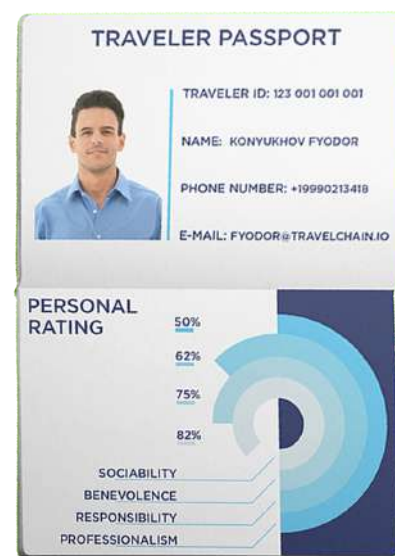 TRAVELER PASSPORT
TRAVELER ID: 123 001 001 001
NAME: KONYUKHOV FYODOR
PHONE NUMBER: +19990213418
E-MAIL: FYODOR@TRAVELCHAIN.IO
PERSONAL
RATING
50%
62%
75%
82%
SOCIABILITY
BENEVOLENCE
RESPONSIBILITY
PROFESSIONALISM